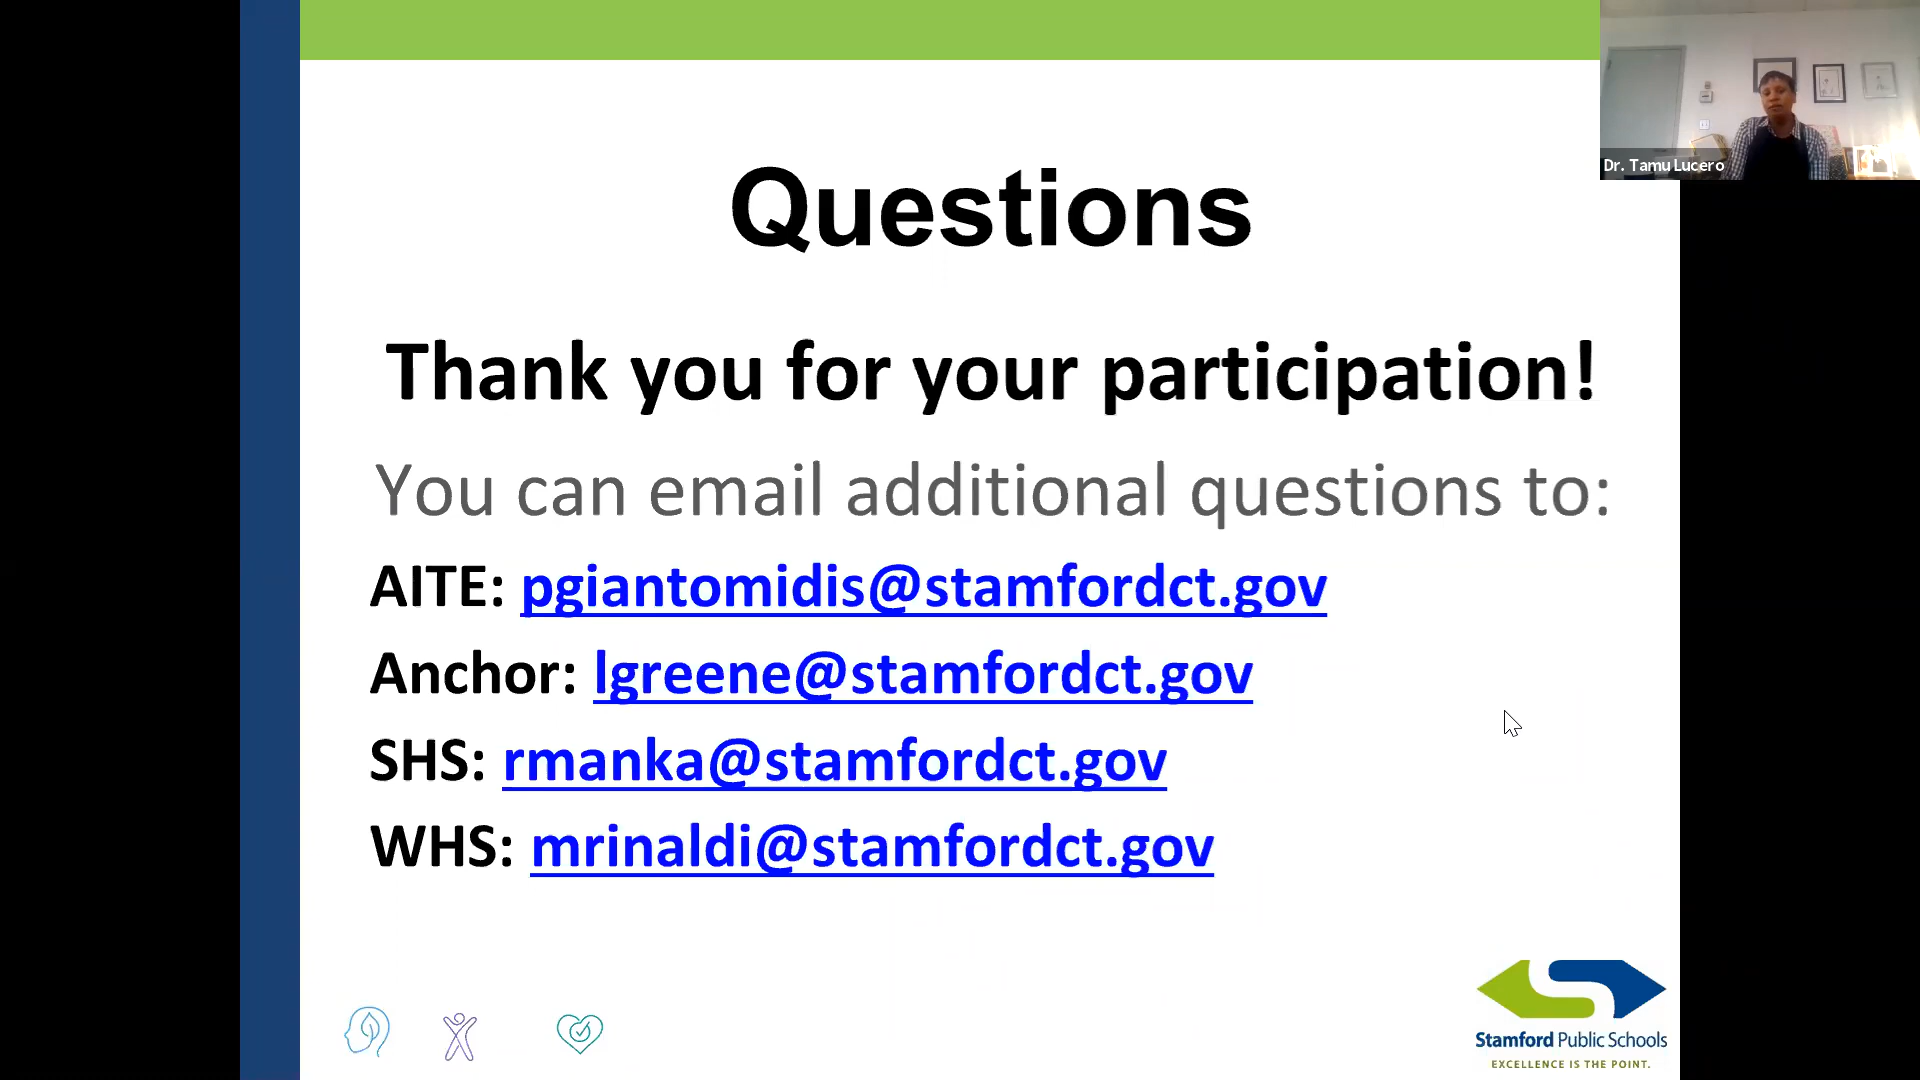 Dr. Tamu Lucero
Questions
Thank you for your participation!
You can email additional questions to:
AITE: pgiantomidis@stamfordct.gov
Anchor: lgreene@stamfordct.gov
SHS: rmanka@stamfordct.gov
WHS: mrinaldi@stamfordct.gov
Stamford Public Schools
EXCELLENCE IS THE POINT.